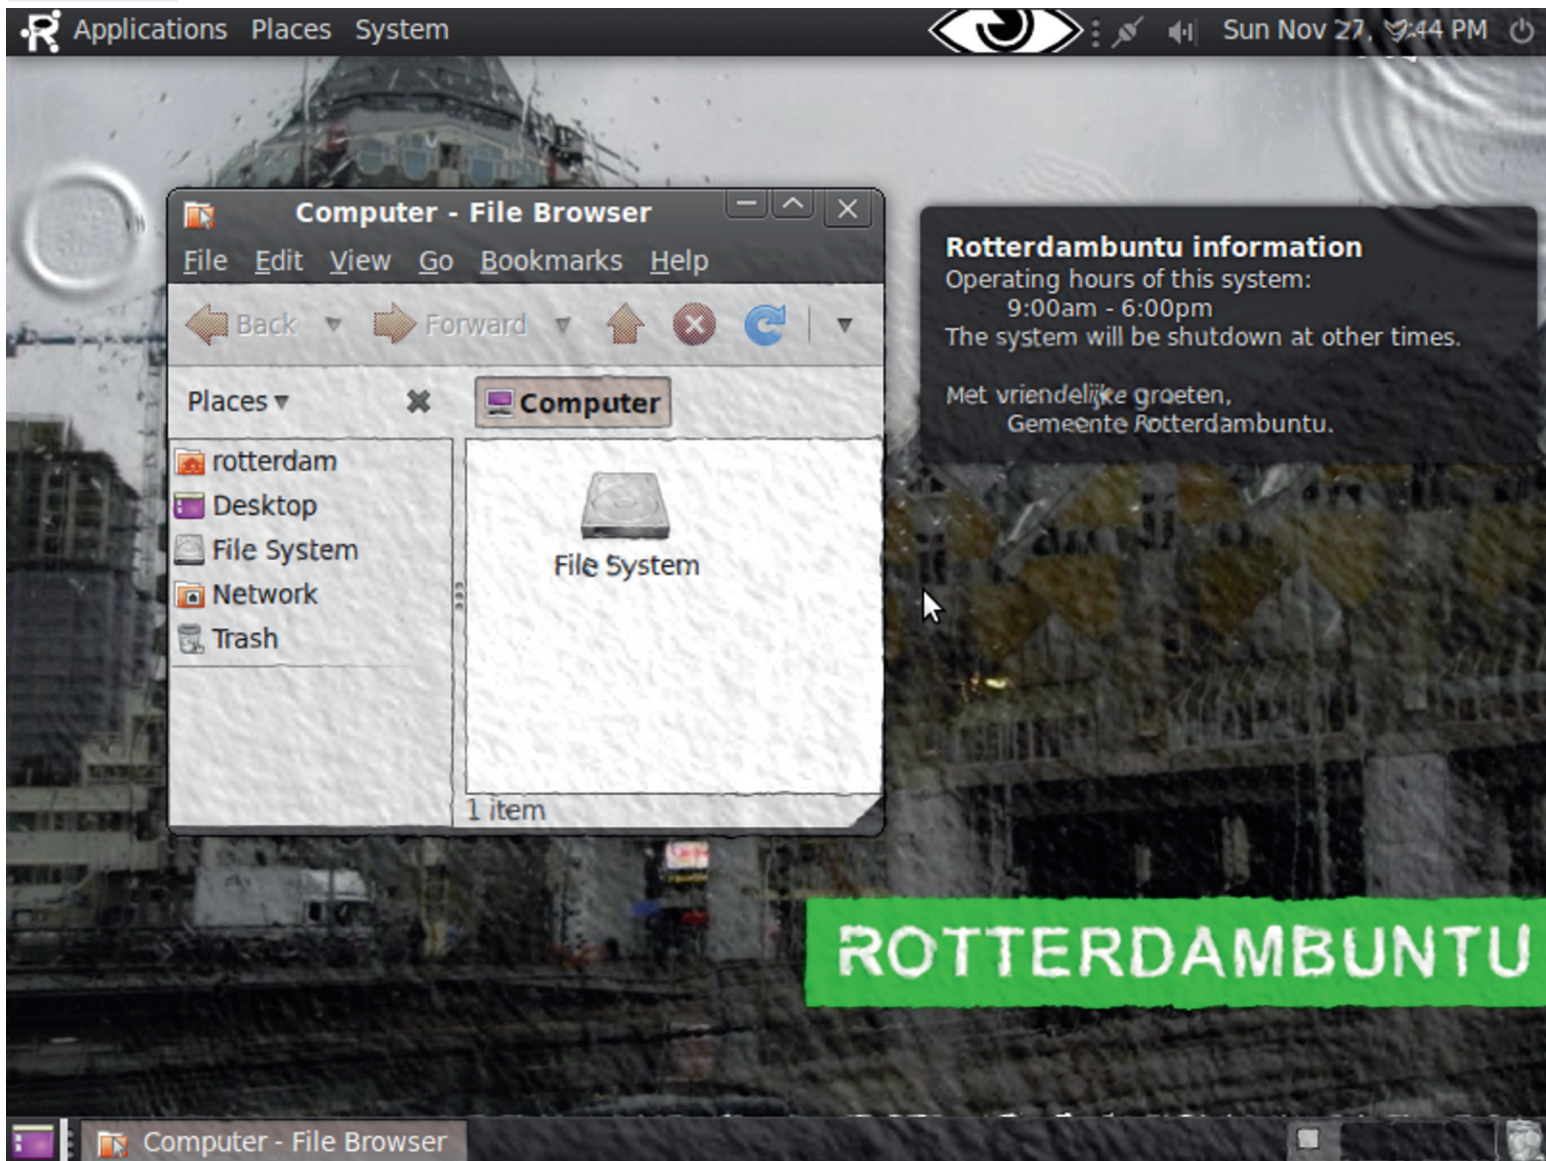 Applications Places System
Sun Nov 27, :44 PM
Computer - File Browser
File Edit View Go Bookmarks Help
Back Forward
Places Computer
rotterdam
Desktop
File System
Network
Trash
File System
1 item
Rotterdambuntu information
Operating hours of this system:
9:00am - 6:00pm
The system will be shutdown at other times.
Met vriendelijke groeten,
Gemeente Rotterdambuntu.
ROTTERDAMBUNTU
Computer - File Browser